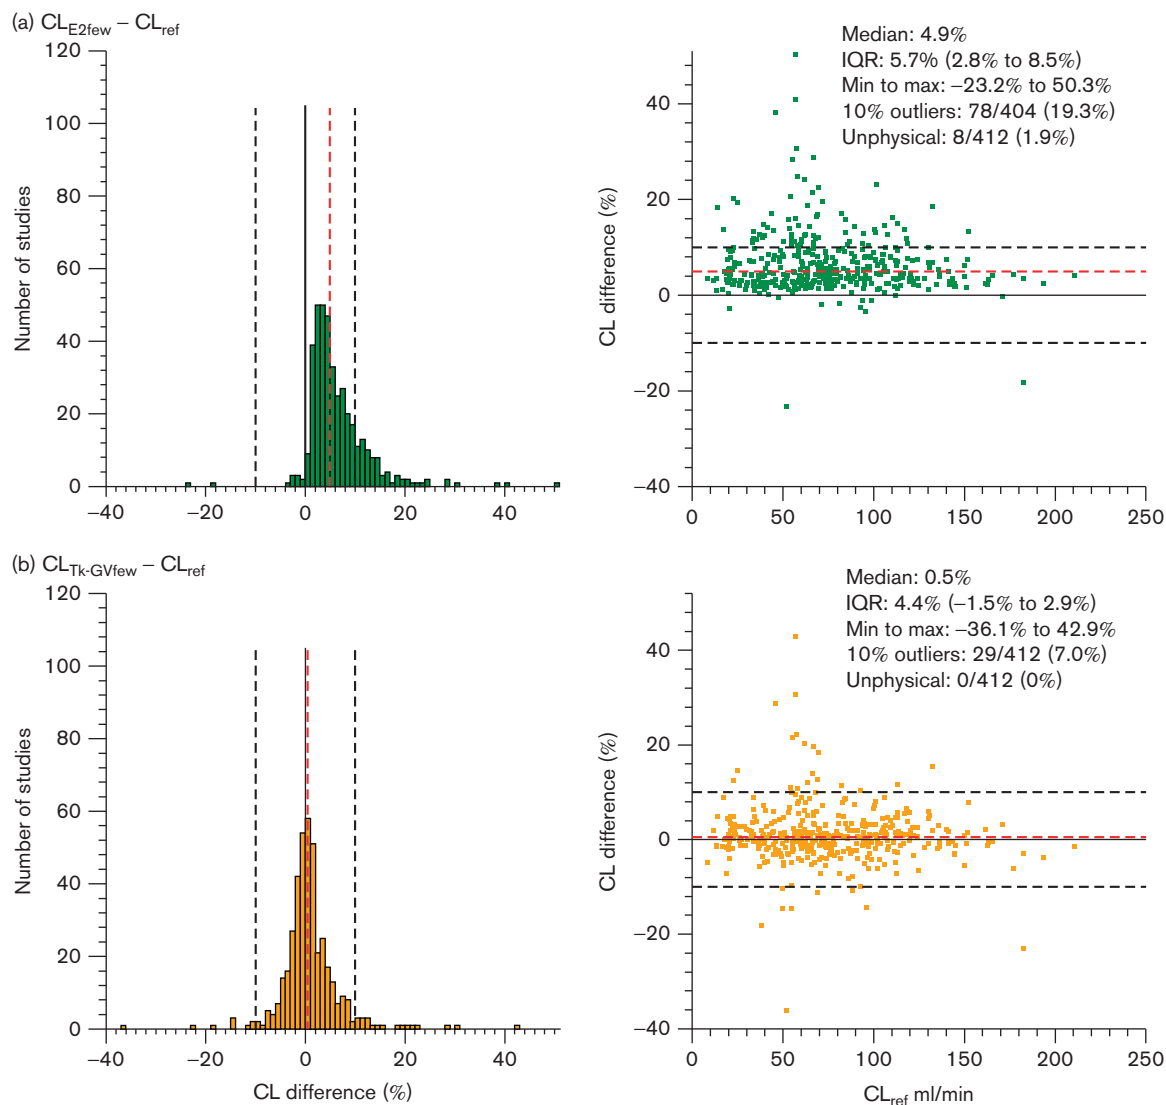 (a) CL_E2few – CL_ref
120
100
80
60
40
20
0
Number of studies
–40
–20
0
20
40
Median: 4.9%
IQR: 5.7% (2.8% to 8.5%)
Min to max: –23.2% to 50.3%
10% outliers: 78/404 (19.3%)
Unphysical: 8/412 (1.9%)
40
20
0
–20
–40
CL difference (%)
0
50
100
150
200
250
(b) CL_Tk-GVfew – CL_ref
120
100
80
60
40
20
0
Number of studies
–40
–20
0
20
40
CL difference (%)
Median: 0.5%
IQR: 4.4% (–1.5% to 2.9%)
Min to max: –36.1% to 42.9%
10% outliers: 29/412 (7.0%)
Unphysical: 0/412 (0%)
40
20
0
–20
–40
CL difference (%)
0
50
100
150
200
250
CL_ref ml/min